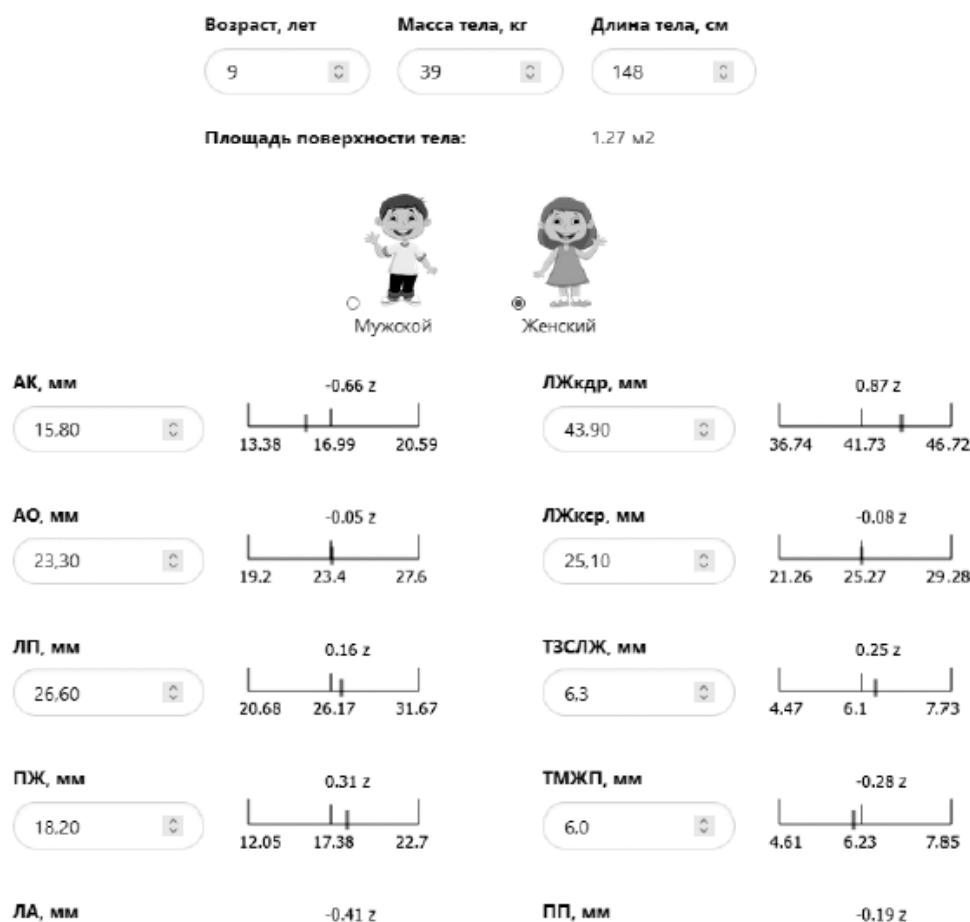 Возраст, лет Масса тела, кг Длина тела, см
9 39 148
Площадь поверхности тела: 1.27 м2
Мужской Женский
АК, мм -0.66 z ЛЖкдр, мм 0.87 z
15,80 13.38 16.99 20.59 43,90 36.74 41.73 46.72
АО, мм -0.05 z ЛЖкср, мм -0.08 z
23,30 19.2 23.4 27.6 25,10 21.26 25.27 29.28
ЛП, мм 0.16 z ТЗСЛЖ, мм 0.25 z
26,60 20.68 26.17 31.67 6,3 4.47 6.1 7.73
ПЖ, мм 0.31 z ТМЖП, мм -0.28 z
18,20 12.05 17.38 22.7 6,0 4.61 6.23 7.85
ЛА, мм -0.41 z ПП, мм -0.19 z